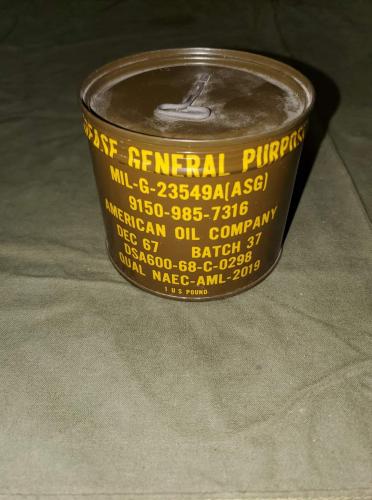 GREASE GENERAL PURPOSE
MIL-G-23549A(ASG)
9150-985-7316
AMERICAN OIL COMPANY
DEC 67 BATCH 37
DSA600-68-C-0298
QUAL NAEC-AML-2019
1 U S POUND